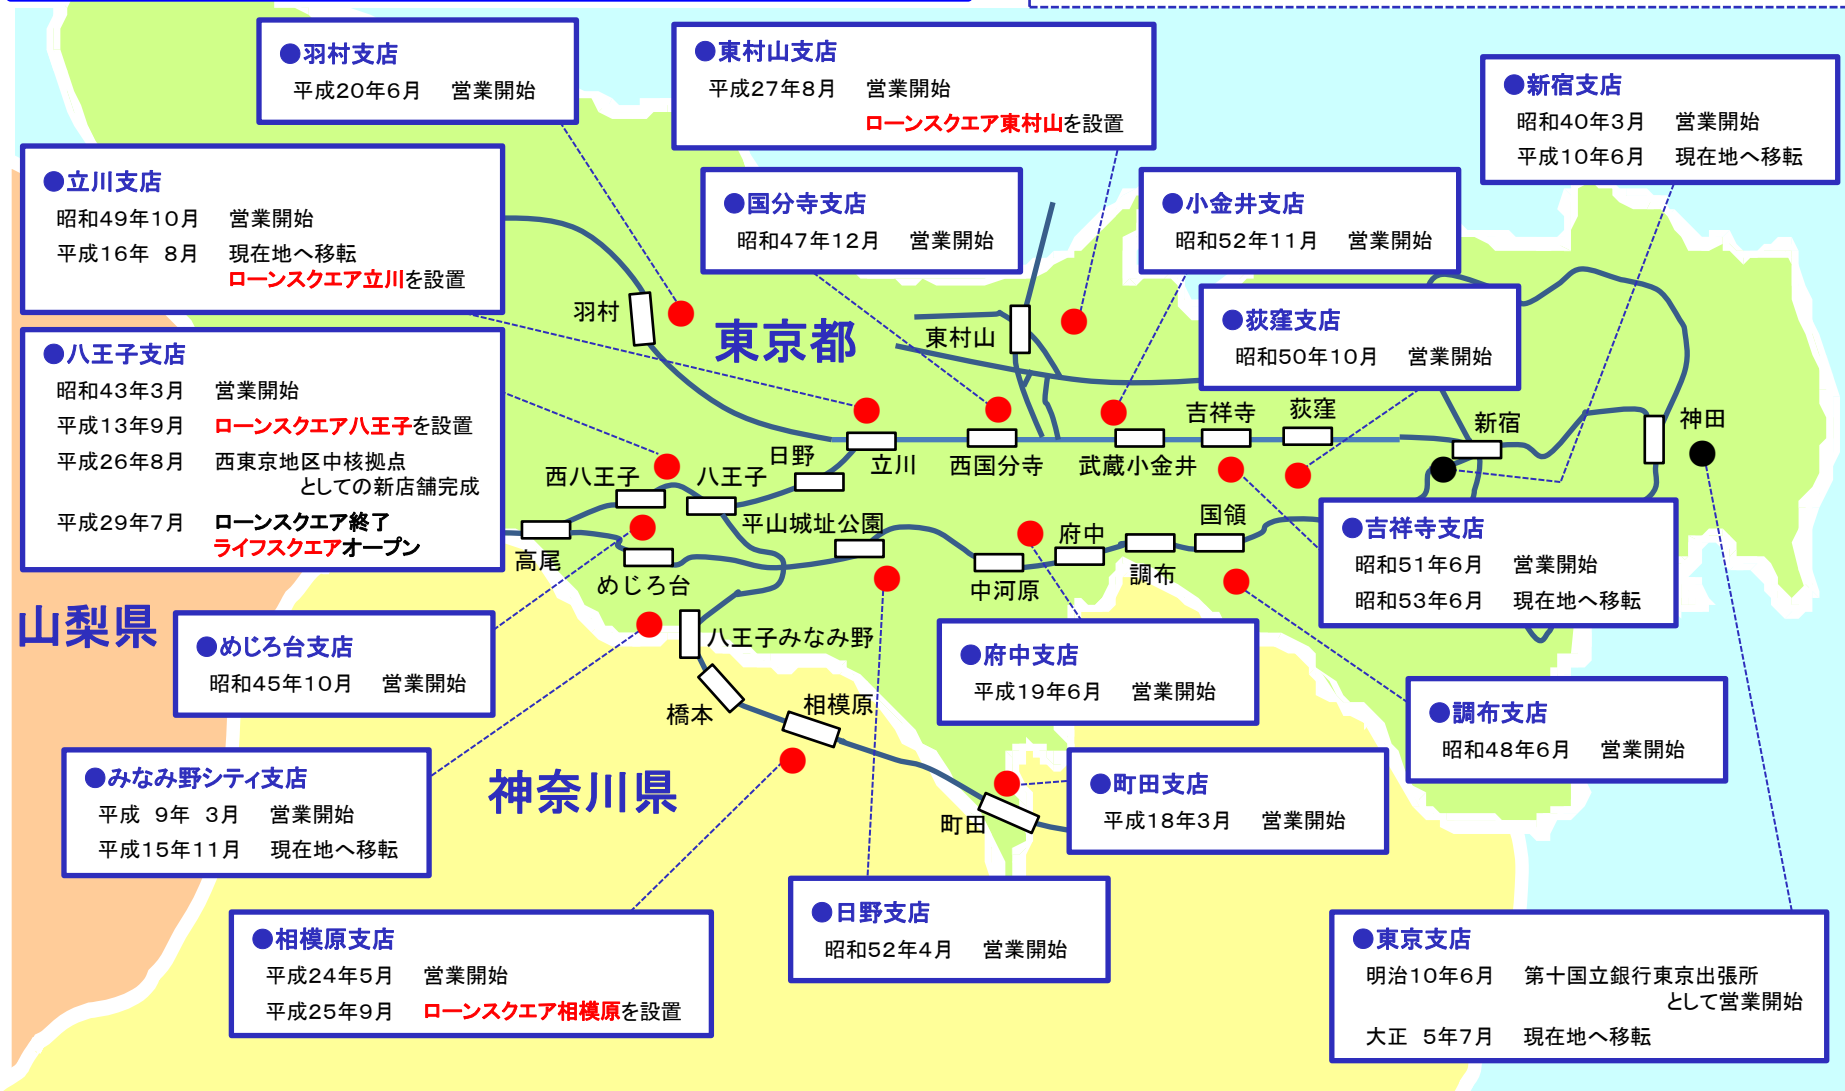 ●羽村支店
平成20年6月 営業開始
●東村山支店
平成27年8月 営業開始
ローンスクエア東村山を設置
●新宿支店
昭和40年3月 営業開始
平成10年6月 現在地へ移転
●立川支店
昭和49年10月 営業開始
平成16年 8月 現在地へ移転
ローンスクエア立川を設置
●国分寺支店
昭和47年12月 営業開始
●小金井支店
昭和52年11月 営業開始
●荻窪支店
昭和50年10月 営業開始
●八王子支店
昭和43年3月 営業開始
平成13年9月 ローンスクエア八王子を設置
平成26年8月 西東京地区中核拠点
としての新店舗完成
平成29年7月 ローンスクエア終了
ライフスクエアオープン
羽村
東京都
東村山
吉祥寺
荻窪
新宿
神田
日野
立川
西国分寺
武蔵小金井
西八王子
八王子
平山城址公園
府中
国領
高尾
めじろ台
中河原
調布
●吉祥寺支店
昭和51年6月 営業開始
昭和53年6月 現在地へ移転
山梨県
●めじろ台支店
昭和45年10月 営業開始
八王子みなみ野
●府中支店
平成19年6月 営業開始
橋本
相模原
●調布支店
昭和48年6月 営業開始
●みなみ野シティ支店
平成 9年 3月 営業開始
平成15年11月 現在地へ移転
神奈川県
町田
●町田支店
平成18年3月 営業開始
●相模原支店
平成24年5月 営業開始
平成25年9月 ローンスクエア相模原を設置
●日野支店
昭和52年4月 営業開始
●東京支店
明治10年6月 第十国立銀行東京出張所
として営業開始
大正 5年7月 現在地へ移転